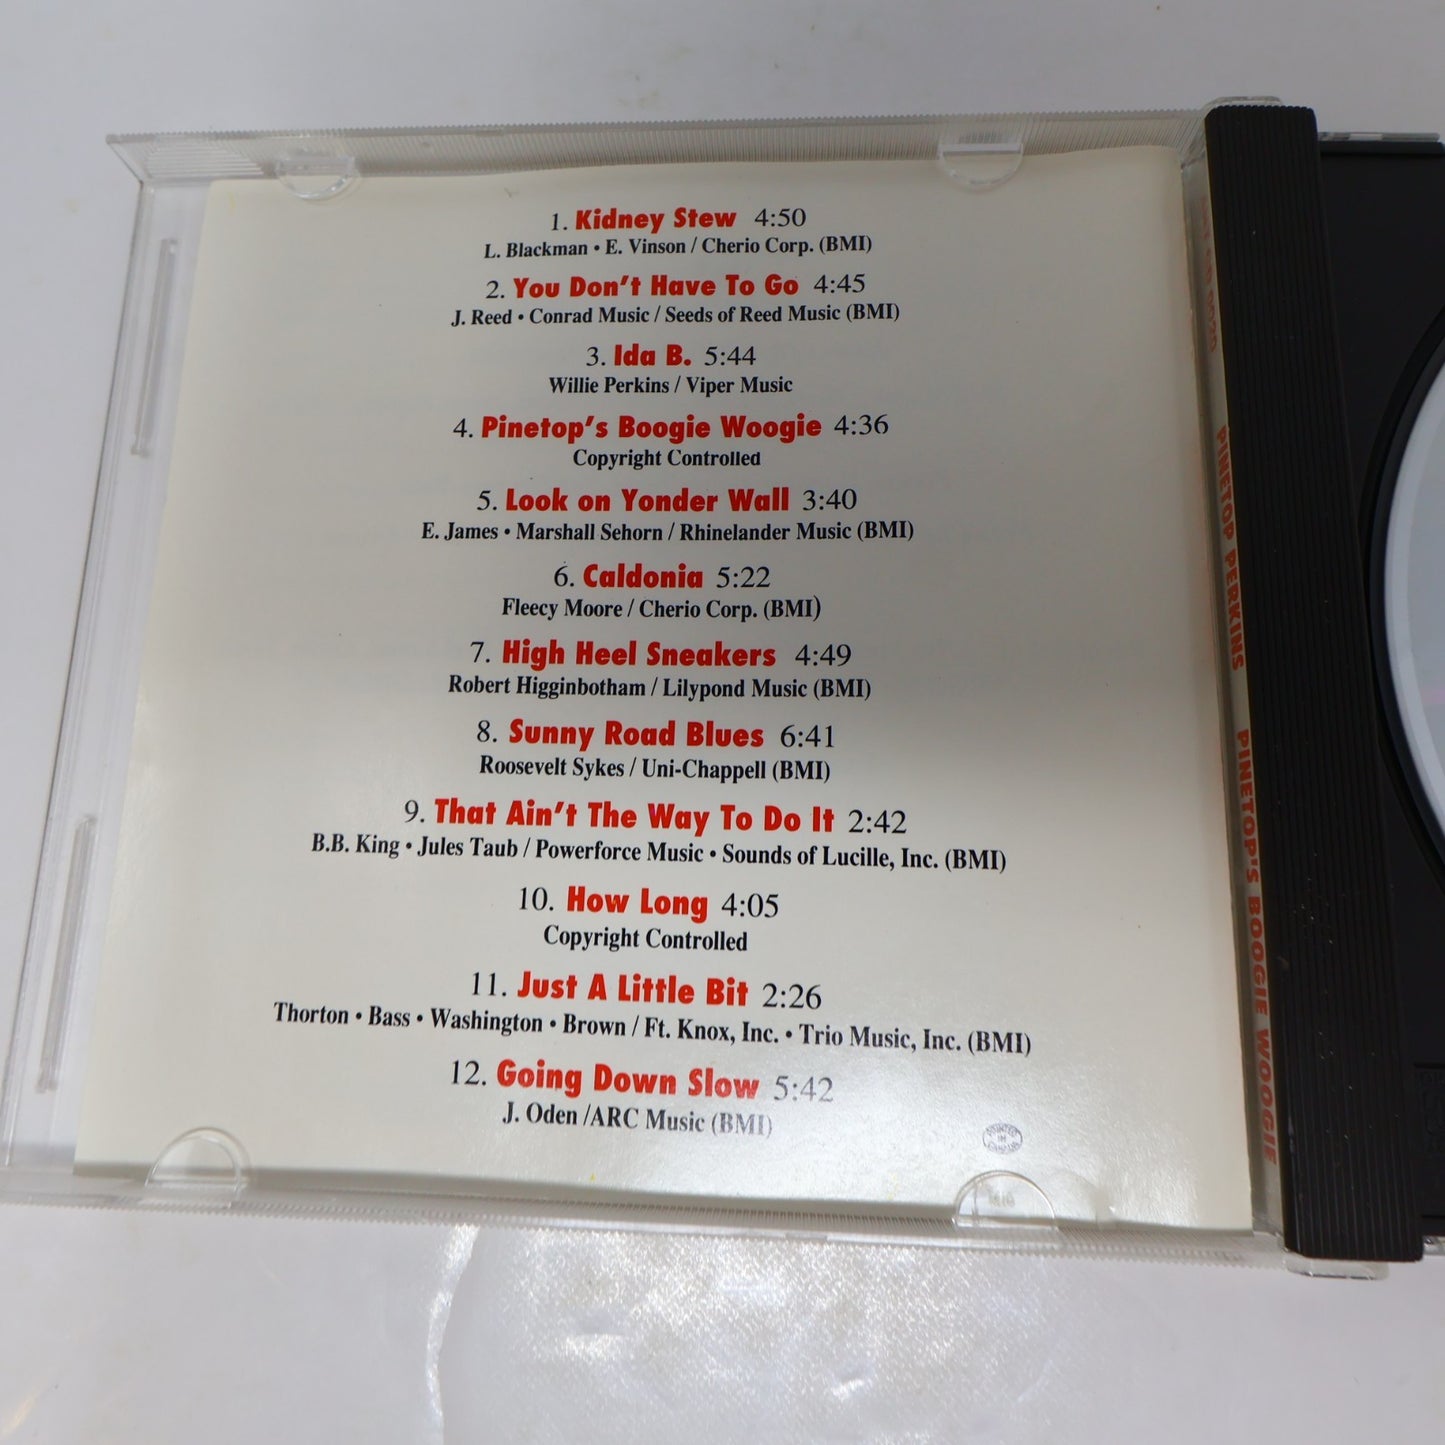 1. Kidney Stew 4:50
L. Blackman • E. Vinson / Cherio Corp. (BMI)
2. You Don't Have To Go 4:45
J. Reed • Conrad Music / Seeds of Reed Music (BMI)
3. Ida B. 5:44
Willie Perkins / Viper Music
4. Pinetop's Boogie Woogie 4:36
Copyright Controlled
5. Look on Yonder Wall 3:40
E. James • Marshall Sehorn / Rhinelander Music (BMI)
6. Caldonia 5:22
Fleecy Moore / Cherio Corp. (BMI)
7. High Heel Sneakers 4:49
Robert Higginbotham / Lilypond Music (BMI)
8. Sunny Road Blues 6:41
Roosevelt Sykes / Uni-Chappell (BMI)
9. That Ain't The Way To Do It 2:42
B.B. King • Jules Taub / Powerforce Music • Sounds of Lucille, Inc. (BMI)
10. How Long 4:05
Copyright Controlled
11. Just A Little Bit 2:26
Thorton • Bass • Washington • Brown / Ft. Knox, Inc. • Trio Music, Inc. (BMI)
12. Going Down Slow 5:42
J. Oden /ARC Music (BMI)
PINETOP PERKINS PINETOP'S BOOGIE WOOGIE